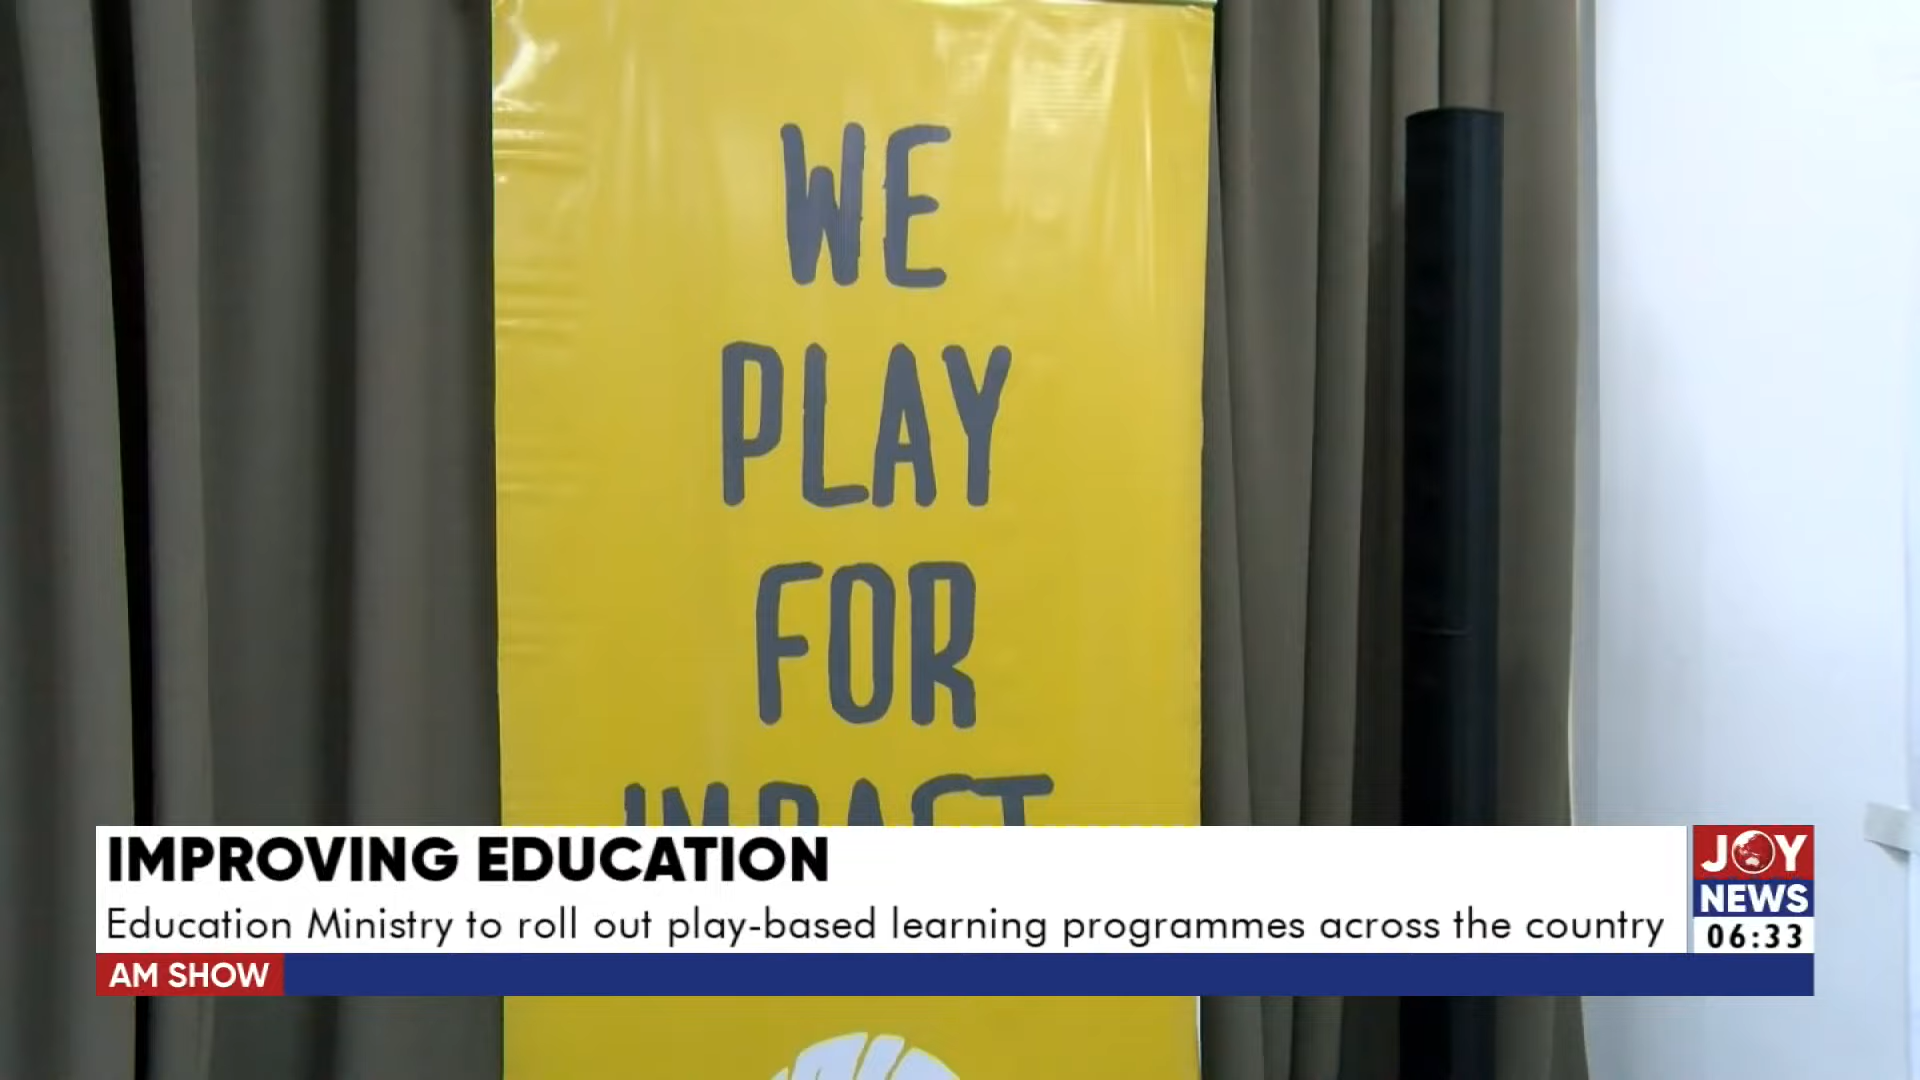 WE
PLAY
FOR
IMPACT
IMPROVING EDUCATION
Education Ministry to roll out play-based learning programmes across the country
JOY
NEWS
06:33
AM SHOW